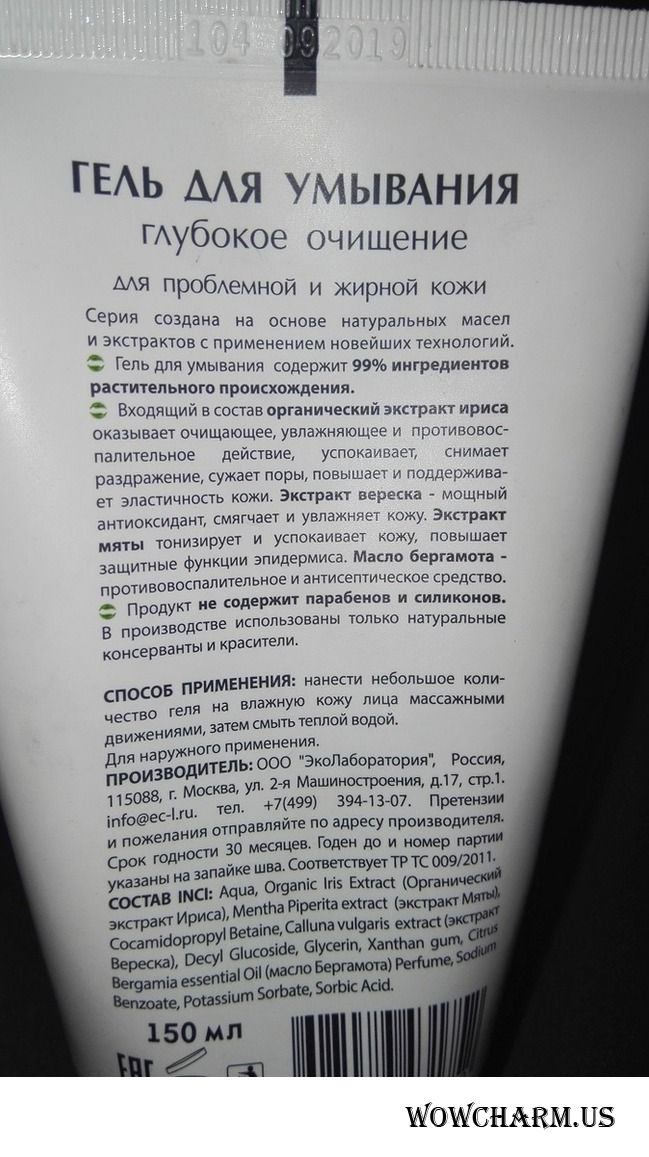 104 092019
ГЕЛЬ ДЛЯ УМЫВАНИЯ
глубокое очищение
для проблемной и жирной кожи
Серия создана на основе натуральных масел
и экстрактов с применением новейших технологий.
Гель для умывания содержит 99% ингредиентов
растительного происхождения.
Входящий в состав органический экстракт ириса
оказывает очищающее, увлажняющее и противовос-
палительное действие, успокаивает, снимает
раздражение, сужает поры, повышает и поддержива-
ет эластичность кожи. Экстракт вереска - мощный
антиоксидант, смягчает и увлажняет кожу. Экстракт
мяты тонизирует и успокаивает кожу, повышает
защитные функции эпидермиса. Масло бергамота -
противовоспалительное и антисептическое средство.
Продукт не содержит парабенов и силиконов.
В производстве использованы только натуральные
консерванты и красители.
СПОСОБ ПРИМЕНЕНИЯ: нанести небольшое коли-
чество геля на влажную кожу лица массажными
движениями, затем смыть теплой водой.
Для наружного применения.
ПРОИЗВОДИТЕЛЬ: ООО "ЭкоЛаборатория", Россия,
115088, г. Москва, ул. 2-я Машиностроения, д.17, стр.1.
info@ec-l.ru. тел. +7(499) 394-13-07. Претензии
и пожелания отправляйте по адресу производителя.
Срок годности 30 месяцев. Годен до и номер партии
указаны на запайке шва. Соответствует ТР ТС 009/2011.
СОСТАВ INCI: Aqua, Organic Iris Extract (Органический
экстракт Ириса), Mentha Piperita extract (экстракт Мяты),
Cocamidopropyl Betaine, Calluna vulgaris extract (экстракт
Вереска), Decyl Glucoside, Glycerin, Xanthan gum, Citrus
Bergamia essential Oil (масло Бергамота) Perfume, Sodium
Benzoate, Potassium Sorbate, Sorbic Acid.
150 мл
EAC
WOWCHARM.US